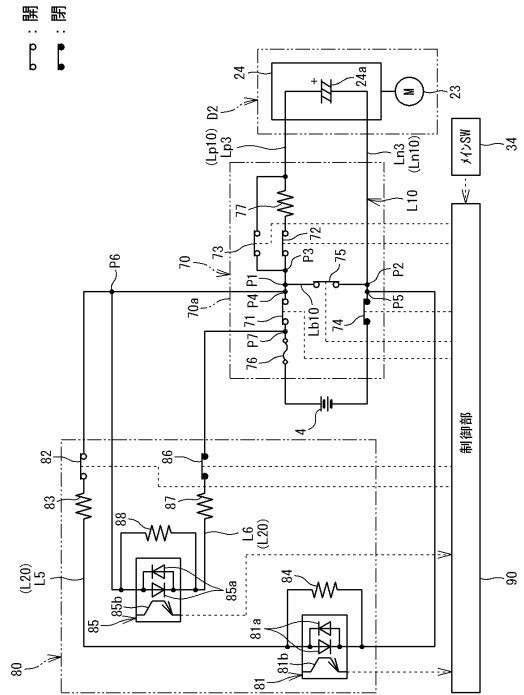 ：開
：閉
24
24a
+
D2
M
23
(Lp10)
Lp3
Ln3
(Ln10)
ﾒｲﾝSW
34
L10
77
73
72
70
70a
P3
P1
P4
75
P2
P5
71
Lb10
74
P7
76
P6
4
82
83
86
87
(L20)
L5
88
L6
(L20)
85b
85
85a
84
81a
81b
81
80
制御部
90